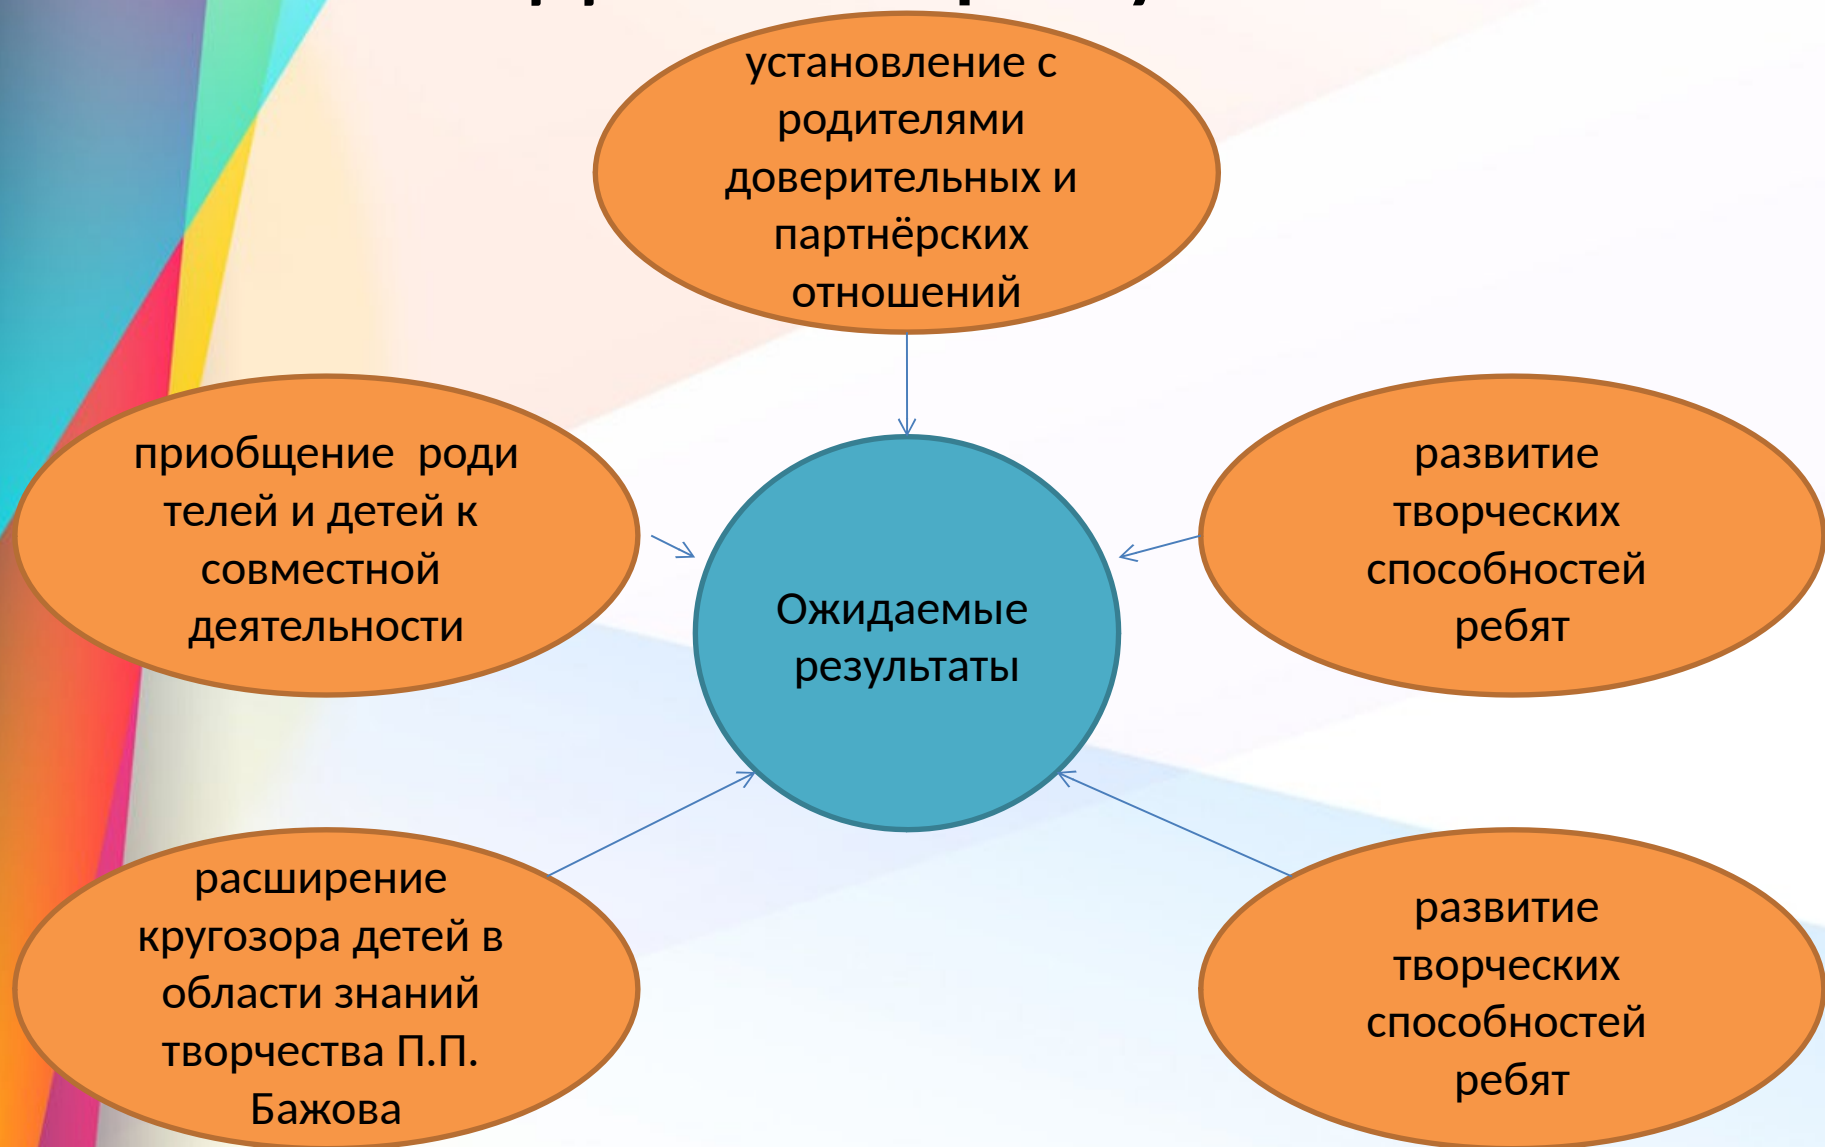 установление с
родителями
доверительных и
партнёрских
отношений
приобщение роди
телей и детей к
совместной
деятельности
развитие
творческих
способностей
ребят
Ожидаемые
результаты
расширение
кругозора детей в
области знаний
творчества П.П.
Бажова
развитие
творческих
способностей
ребят